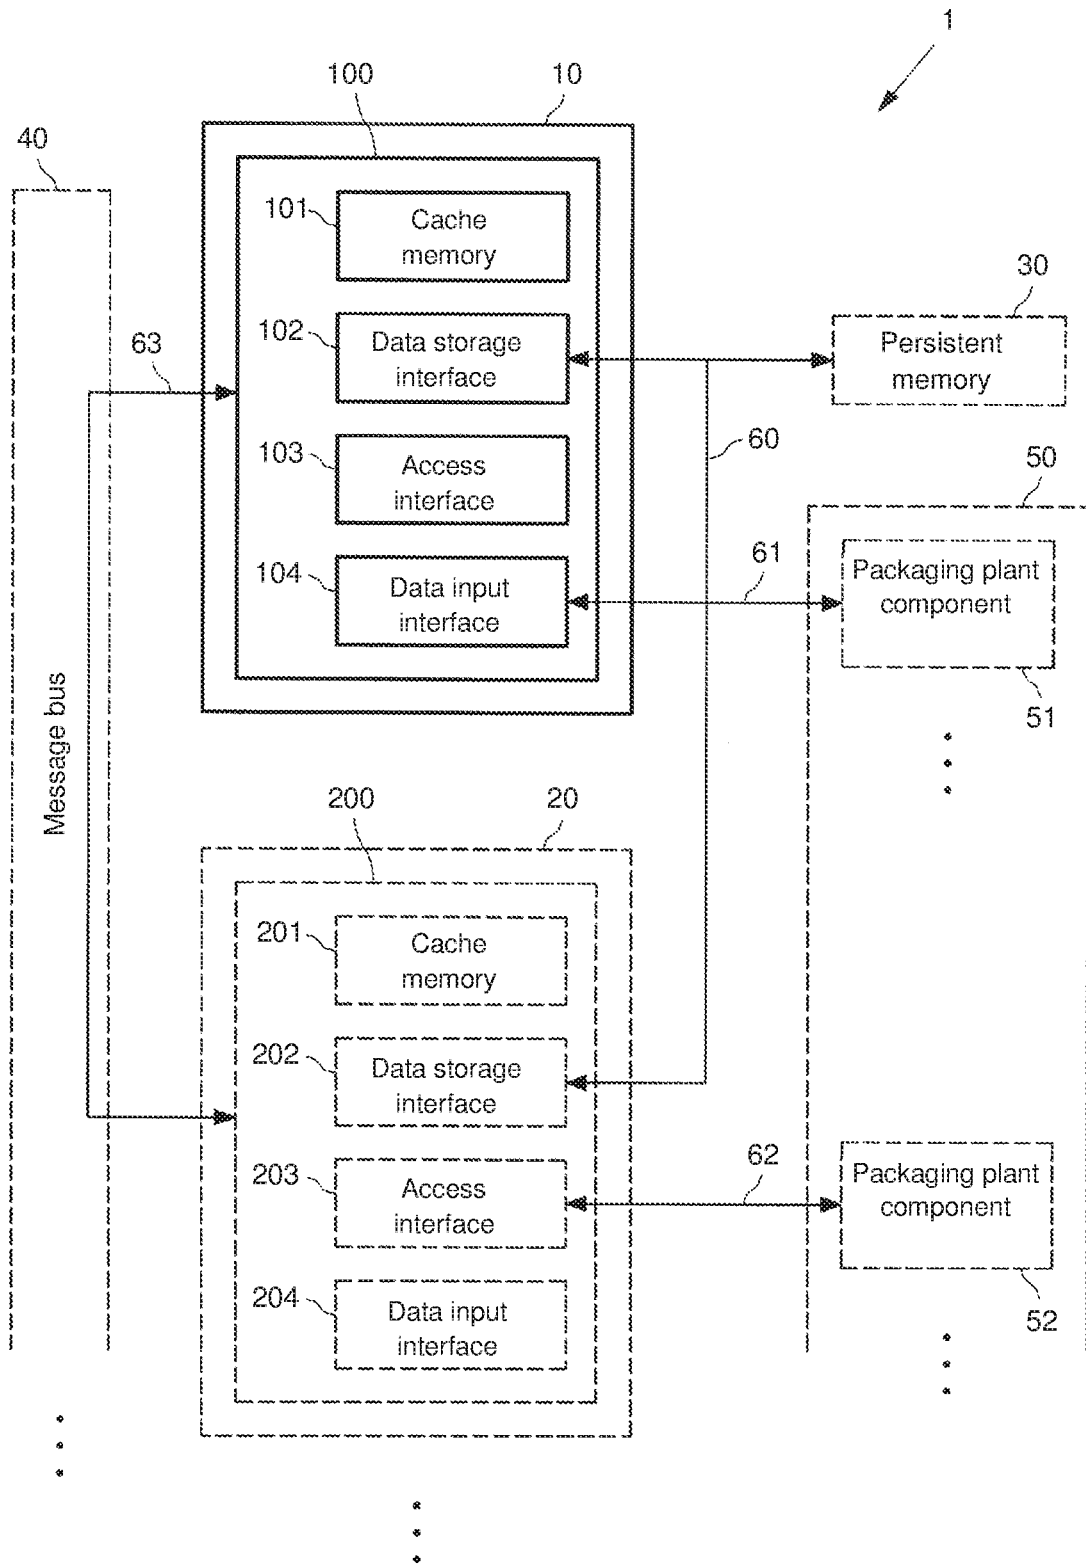 1
100
10
40
101
Cache
memory
30
102
Data storage
interface
Persistent
memory
63
103
Access
interface
60
50
104
Data input
interface
61
Packaging plant
component
51
Message bus
200
20
201
Cache
memory
202
Data storage
interface
203
Access
interface
62
Packaging plant
component
204
Data input
interface
52